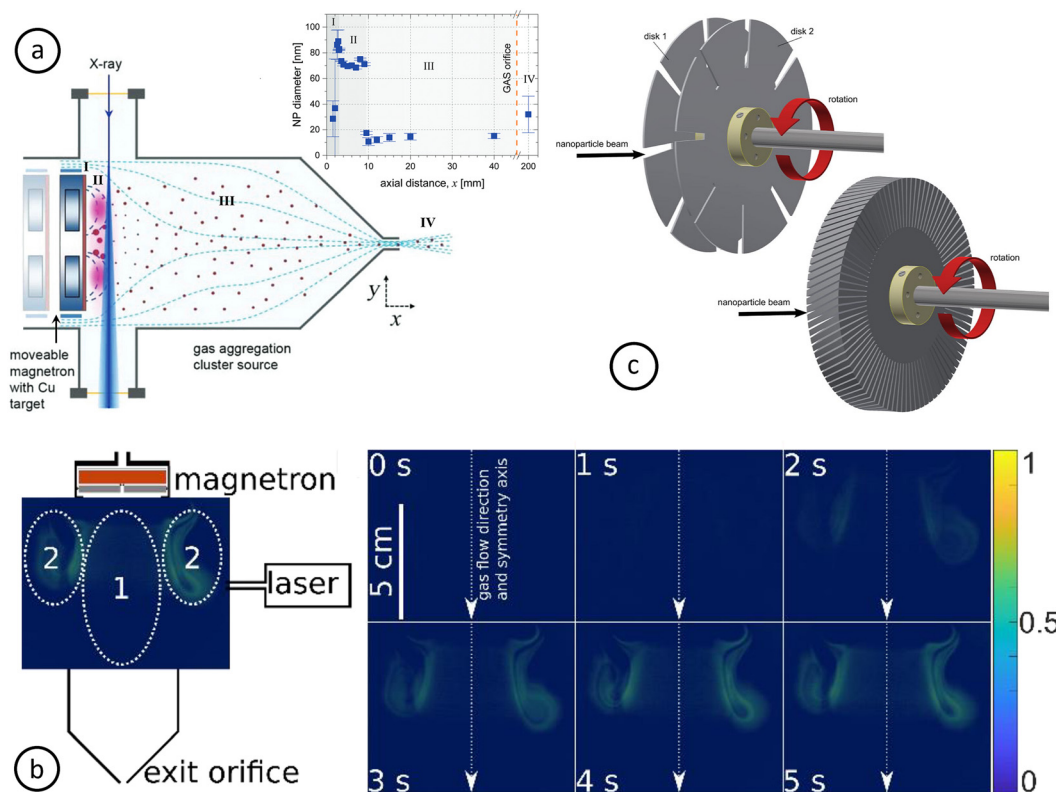 a
X-ray
I
II
III
IV
y
x
moveable
magnetron
with Cu
target
gas aggregation
cluster source
NP diameter [nm]
100
80
60
40
20
0
I
II
III
IV
GAS orifice
0
10
20
30
40
200
axial distance, x [mm]
disk 1
disk 2
rotation
nanoparticle beam
rotation
nanoparticle beam
c
magnetron
2
1
2
laser
exit orifice
b
0 s
1 s
2 s
5 cm
gas flow direction
and symmetry axis
3 s
4 s
5 s
1
0.5
0